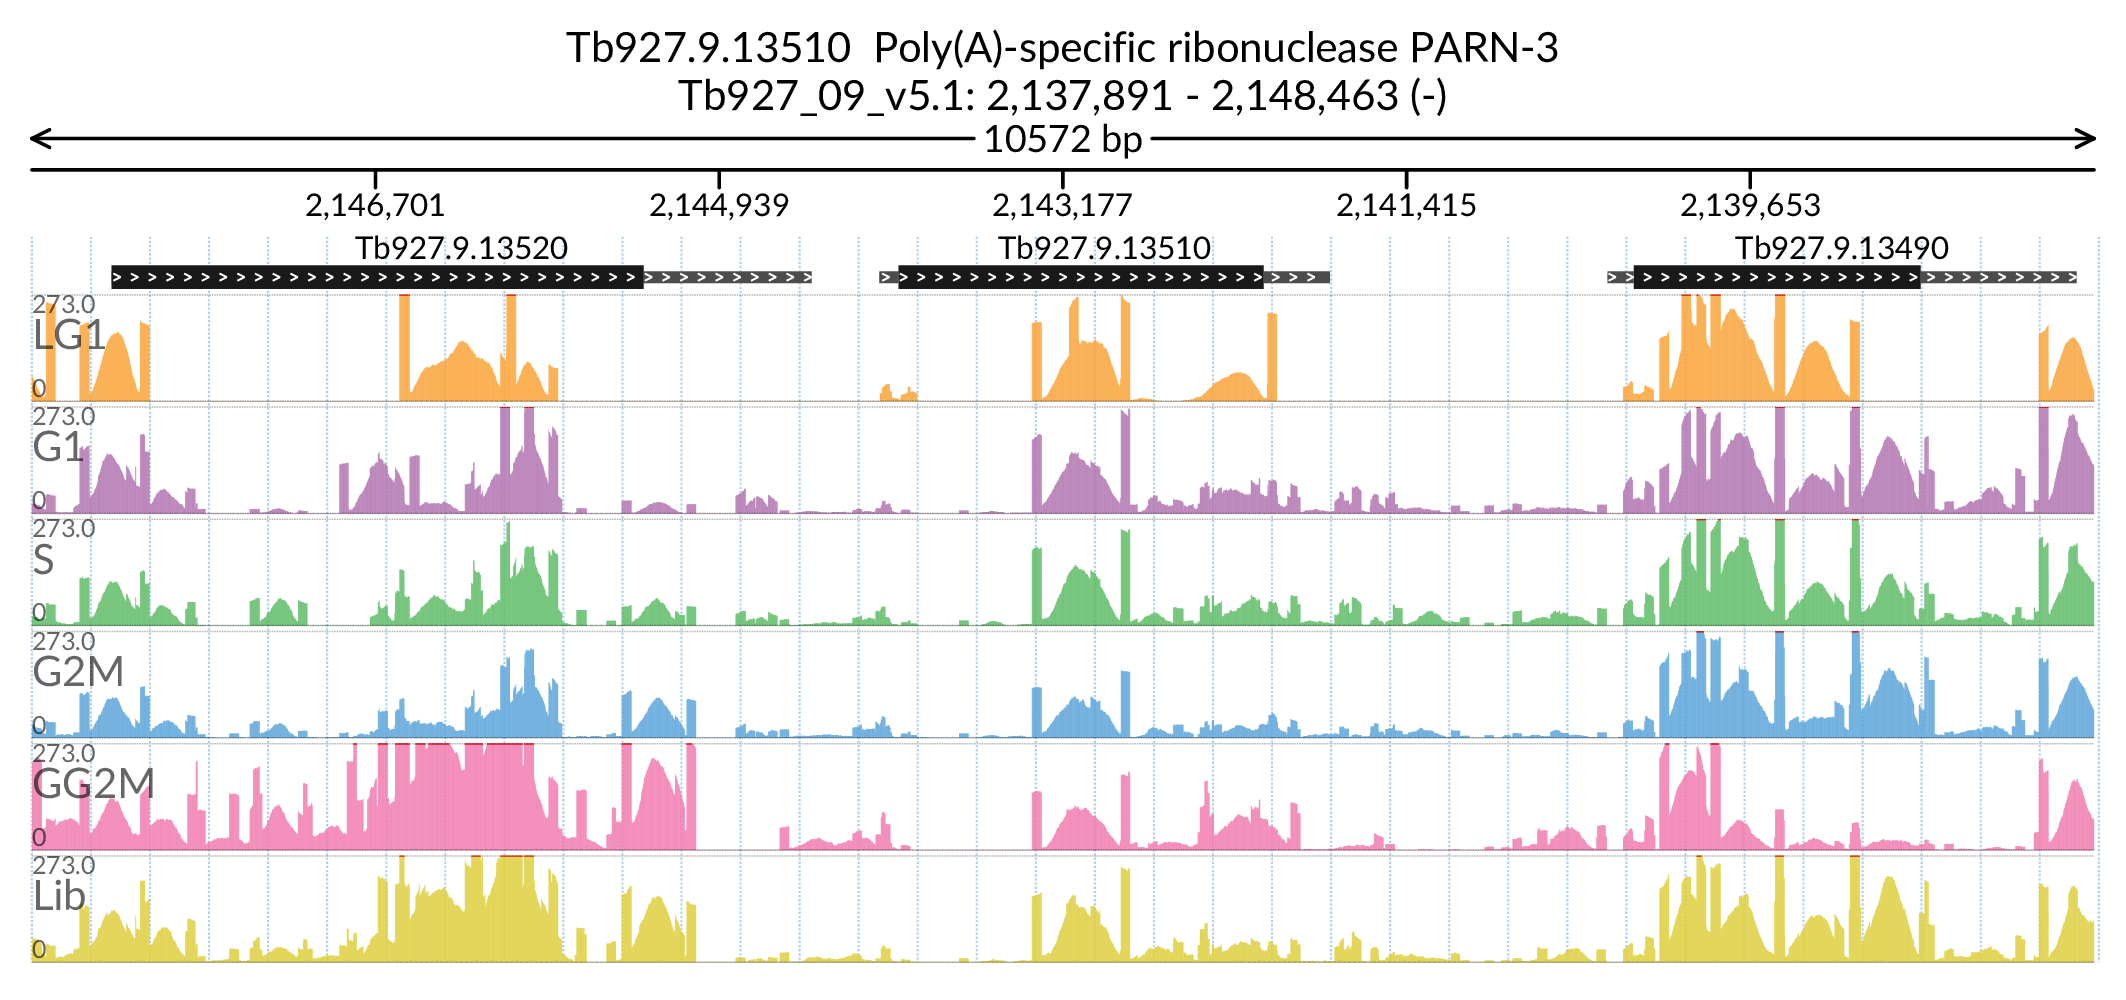 Tb927.9.13510 Poly(A)-specific ribonuclease PARN-3
Tb927_09_v5.1: 2,137,891 - 2,148,463 (-)
10572 bp
2,146,701 2,144,939 2,143,177 2,141,415 2,139,653
Tb927.9.13520 Tb927.9.13510 Tb927.9.13490
273.0
LG1
0
273.0
G1
0
273.0
S
0
273.0
G2M
0
273.0
GG2M
0
273.0
Lib
0